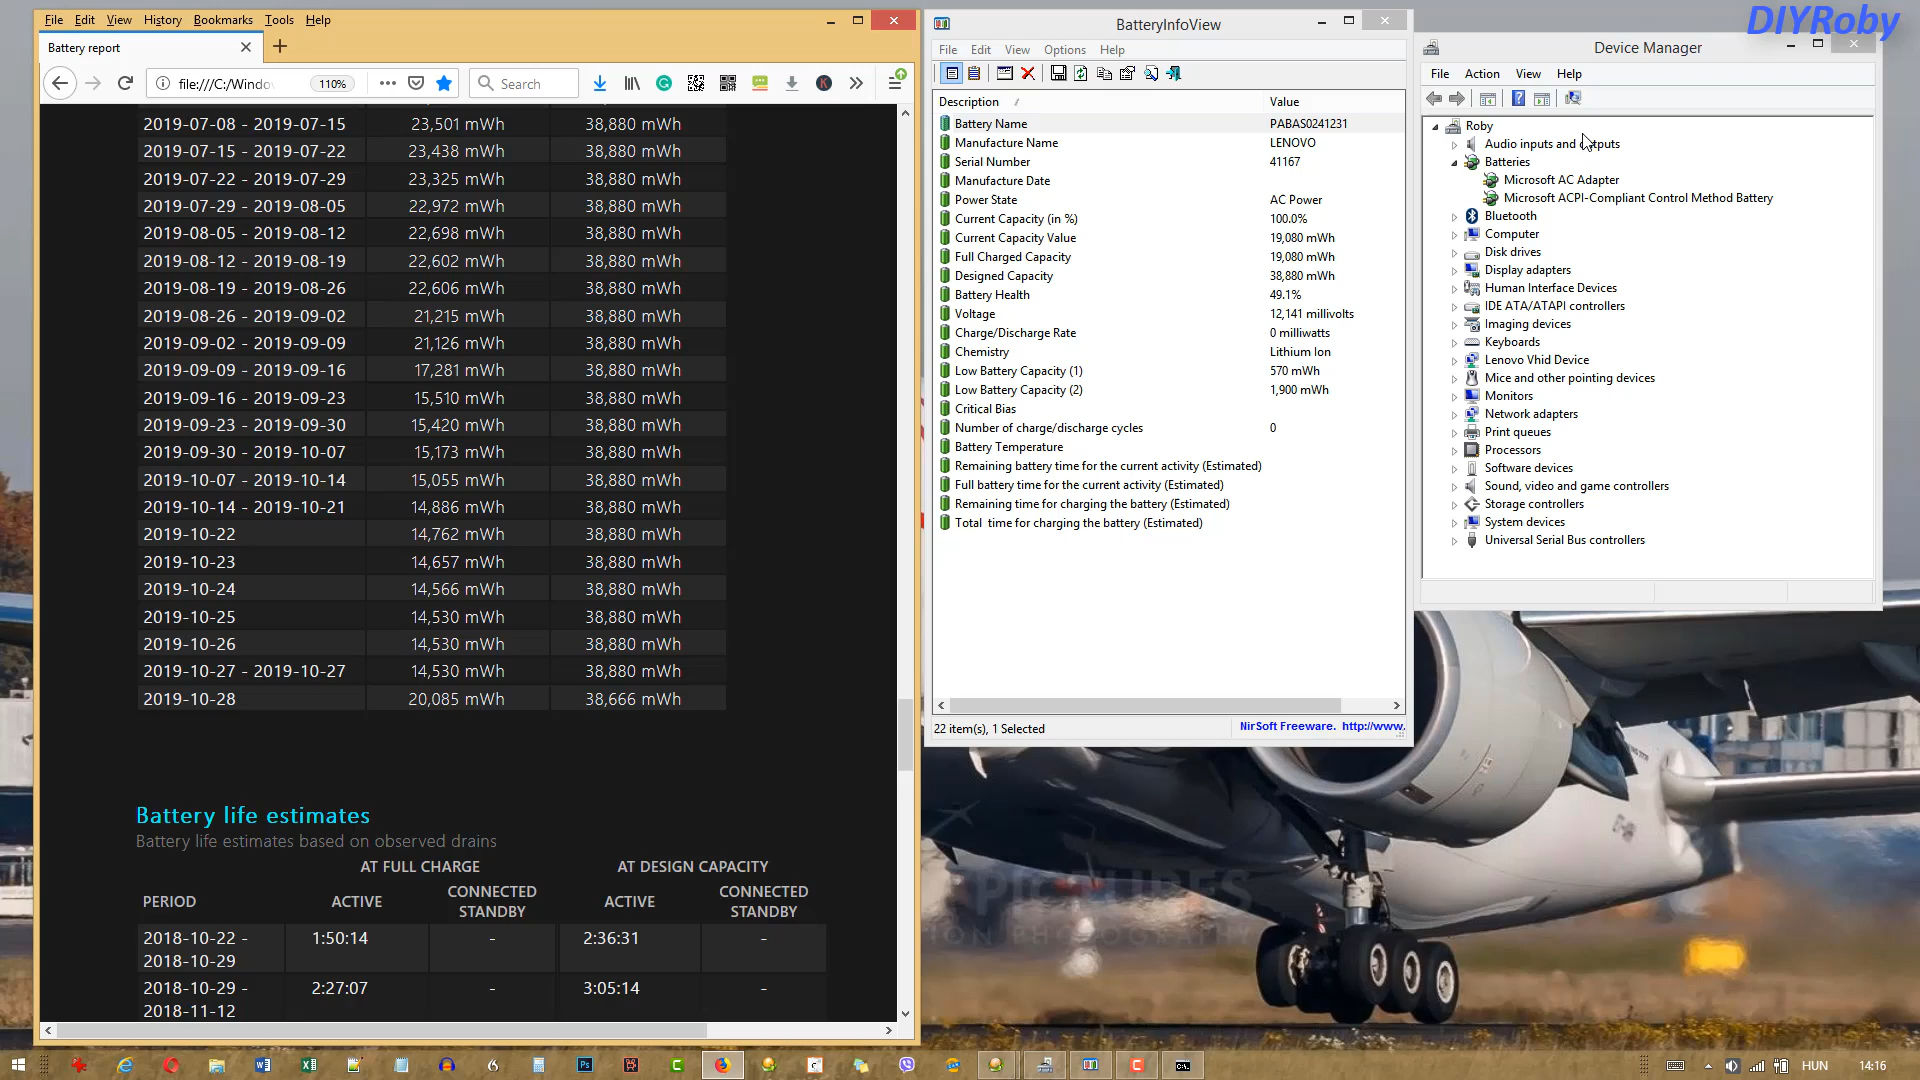 DIYRoby
File Edit View History Bookmarks Tools Help
Battery report
file:///C:/Windo
110%
Search
2019-07-08 - 2019-07-15 23,501 mWh 38,880 mWh
2019-07-15 - 2019-07-22 23,438 mWh 38,880 mWh
2019-07-22 - 2019-07-29 23,325 mWh 38,880 mWh
2019-07-29 - 2019-08-05 22,972 mWh 38,880 mWh
2019-08-05 - 2019-08-12 22,698 mWh 38,880 mWh
2019-08-12 - 2019-08-19 22,602 mWh 38,880 mWh
2019-08-19 - 2019-08-26 22,606 mWh 38,880 mWh
2019-08-26 - 2019-09-02 21,215 mWh 38,880 mWh
2019-09-02 - 2019-09-09 21,126 mWh 38,880 mWh
2019-09-09 - 2019-09-16 17,281 mWh 38,880 mWh
2019-09-16 - 2019-09-23 15,510 mWh 38,880 mWh
2019-09-23 - 2019-09-30 15,420 mWh 38,880 mWh
2019-09-30 - 2019-10-07 15,173 mWh 38,880 mWh
2019-10-07 - 2019-10-14 15,055 mWh 38,880 mWh
2019-10-14 - 2019-10-21 14,886 mWh 38,880 mWh
2019-10-22 14,762 mWh 38,880 mWh
2019-10-23 14,657 mWh 38,880 mWh
2019-10-24 14,566 mWh 38,880 mWh
2019-10-25 14,530 mWh 38,880 mWh
2019-10-26 14,530 mWh 38,880 mWh
2019-10-27 - 2019-10-27 14,530 mWh 38,880 mWh
2019-10-28 20,085 mWh 38,666 mWh
Battery life estimates
Battery life estimates based on observed drains
AT FULL CHARGE AT DESIGN CAPACITY
PERIOD ACTIVE CONNECTED STANDBY ACTIVE CONNECTED STANDBY
2018-10-22 - 1:50:14 - 2:36:31 -
2018-10-29
2018-10-29 - 2:27:07 - 3:05:14 -
2018-11-12
BatteryInfoView
File Edit View Options Help
Description / Value
Battery Name PABAS0241231
Manufacture Name LENOVO
Serial Number 41167
Manufacture Date
Power State AC Power
Current Capacity (in %) 100.0%
Current Capacity Value 19,080 mWh
Full Charged Capacity 19,080 mWh
Designed Capacity 38,880 mWh
Battery Health 49.1%
Voltage 12,141 millivolts
Charge/Discharge Rate 0 milliwatts
Chemistry Lithium Ion
Low Battery Capacity (1) 570 mWh
Low Battery Capacity (2) 1,900 mWh
Critical Bias
Number of charge/discharge cycles 0
Battery Temperature
Remaining battery time for the current activity (Estimated)
Full battery time for the current activity (Estimated)
Remaining time for charging the battery (Estimated)
Total time for charging the battery (Estimated)
22 item(s), 1 Selected
NirSoft Freeware. http://www.
Device Manager
File Action View Help
Roby
Audio inputs and outputs
Batteries
Microsoft AC Adapter
Microsoft ACPI-Compliant Control Method Battery
Bluetooth
Computer
Disk drives
Display adapters
Human Interface Devices
IDE ATA/ATAPI controllers
Imaging devices
Keyboards
Lenovo Vhid Device
Mice and other pointing devices
Monitors
Network adapters
Print queues
Processors
Software devices
Sound, video and game controllers
Storage controllers
System devices
Universal Serial Bus controllers
HUN 14:16